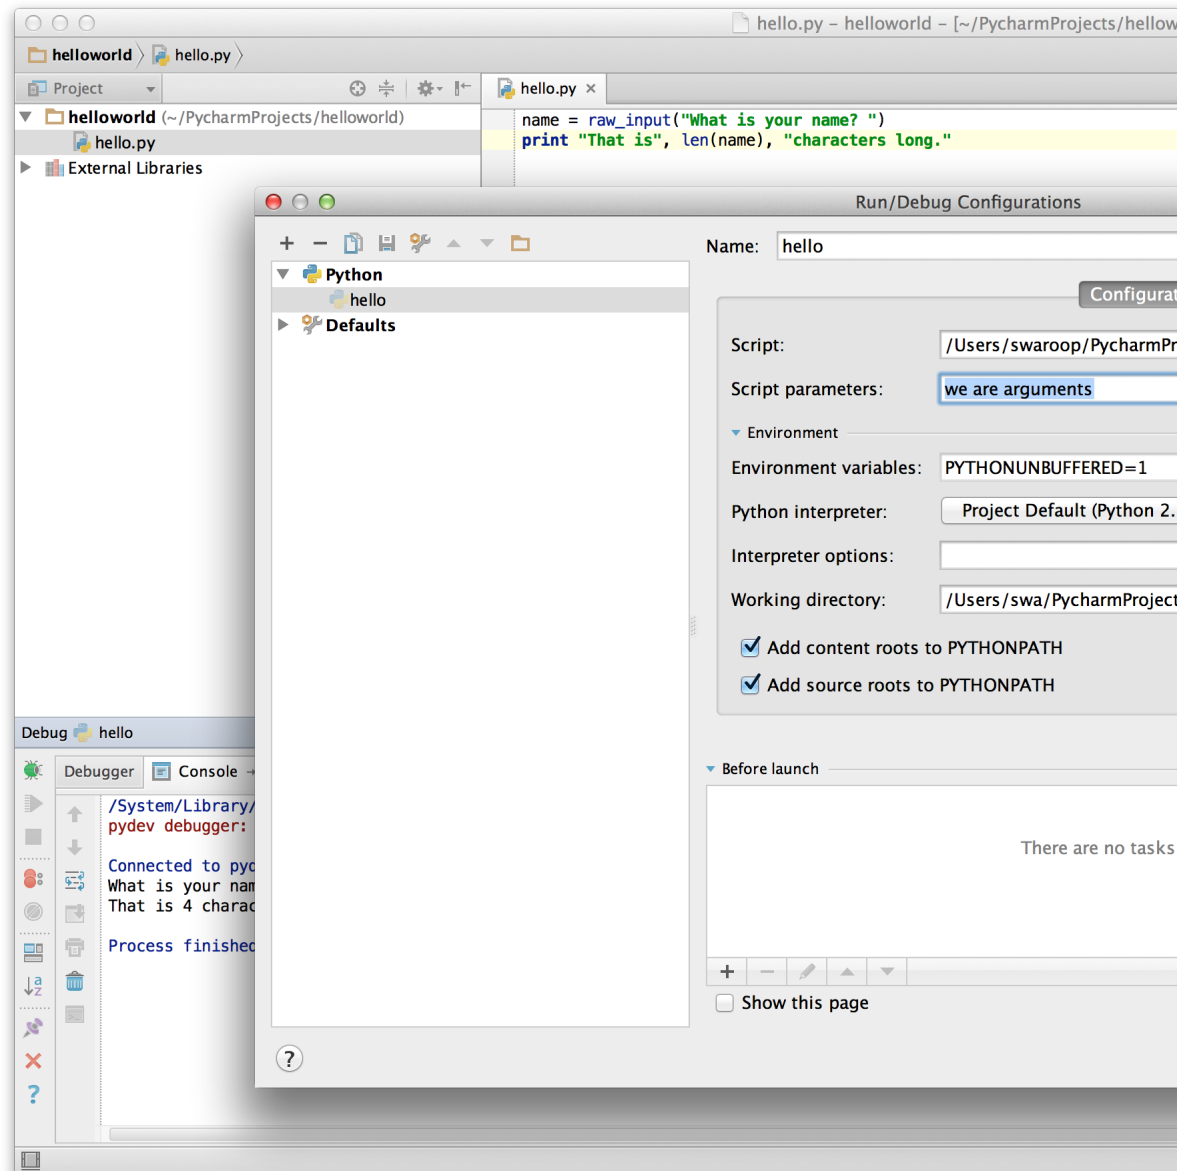 hello.py – helloworld – [~/PycharmProjects/hellow
helloworld hello.py
Project
hello.py
helloworld (~/PycharmProjects/helloworld)
hello.py
External Libraries
name = raw_input("What is your name? ")
print "That is", len(name), "characters long."
Run/Debug Configurations
Python
hello
Defaults
Name: hello
Configurat
Script: /Users/swaroop/PycharmPr
Script parameters: we are arguments
Environment
Environment variables: PYTHONUNBUFFERED=1
Python interpreter: Project Default (Python 2.
Interpreter options:
Working directory: /Users/swa/PycharmProject
Add content roots to PYTHONPATH
Add source roots to PYTHONPATH
Before launch
There are no tasks
Show this page
?
Debug hello
Debugger Console
/System/Library/
pydev debugger:
Connected to pyd
What is your nam
That is 4 charac
Process finished
a
z
?